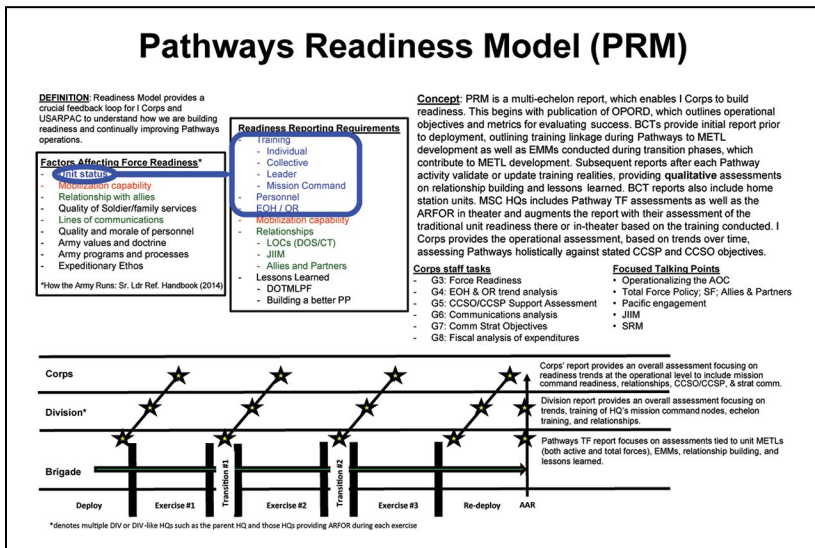 Pathways Readiness Model (PRM)
DEFINITION: Readiness Model provides a
crucial feedback loop for I Corps and
USARPAC to understand how we are building
readiness and continually improving Pathways
operations.
Factors Affecting Force Readiness*
- Unit status
- Mobilization capability
- Relationship with allies
- Quality of Soldier/family services
- Lines of communications
- Quality and morale of personnel
- Army values and doctrine
- Army programs and processes
- Expeditionary Ethos
*How the Army Runs: Sr. Ldr Ref. Handbook (2014)
Readiness Reporting Requirements
- Training
- Individual
- Collective
- Leader
- Mission Command
- Personnel
- EOH / OR
- Mobilization capability
- Relationships
- LOCs (DOS/CT)
- JIIM
- Allies and Partners
- Lessons Learned
- DOTMLPF
- Building a better PP
Concept: PRM is a multi-echelon report, which enables I Corps to build
readiness. This begins with publication of OPORD, which outlines operational
objectives and metrics for evaluating success. BCTs provide initial report prior
to deployment, outlining training linkage during Pathways to METL
development as well as EMMs conducted during transition phases, which
contribute to METL development. Subsequent reports after each Pathway
activity validate or update training realities, providing qualitative assessments
on relationship building and lessons learned. BCT reports also include home
station units. MSC HQs includes Pathway TF assessments as well as the
ARFOR in theater and augments the report with their assessment of the
traditional unit readiness there or in-theater based on the training conducted. I
Corps provides the operational assessment, based on trends over time,
assessing Pathways holistically against stated CCSP and CCSO objectives.
Corps staff tasks
- G3: Force Readiness
- G4: EOH & OR trend analysis
- G5: CCSO/CCSP Support Assessment
- G6: Communications analysis
- G7: Comm Strat Objectives
- G8: Fiscal analysis of expenditures
Focused Talking Points
• Operationalizing the AOC
• Total Force Policy; SF; Allies & Partners
• Pacific engagement
• JIIM
• SRM
Corps
Division*
Brigade
Deploy
Exercise #1
Transition #1
Exercise #2
Transition #2
Exercise #3
Re-deploy
AAR
Corps' report provides an overall assessment focusing on
readiness trends at the operational level to include mission
command readiness, relationships, CCSO/CCSP, & strat comm.
Division report provides an overall assessment focusing on
trends, training of HQ's mission command nodes, echelon
training, and relationships.
Pathways TF report focuses on assessments tied to unit METLs
(both active and total forces), EMMs, relationship building, and
lessons learned.
*denotes multiple DIV or DIV-like HQs such as the parent HQ and those HQs providing ARFOR during each exercise